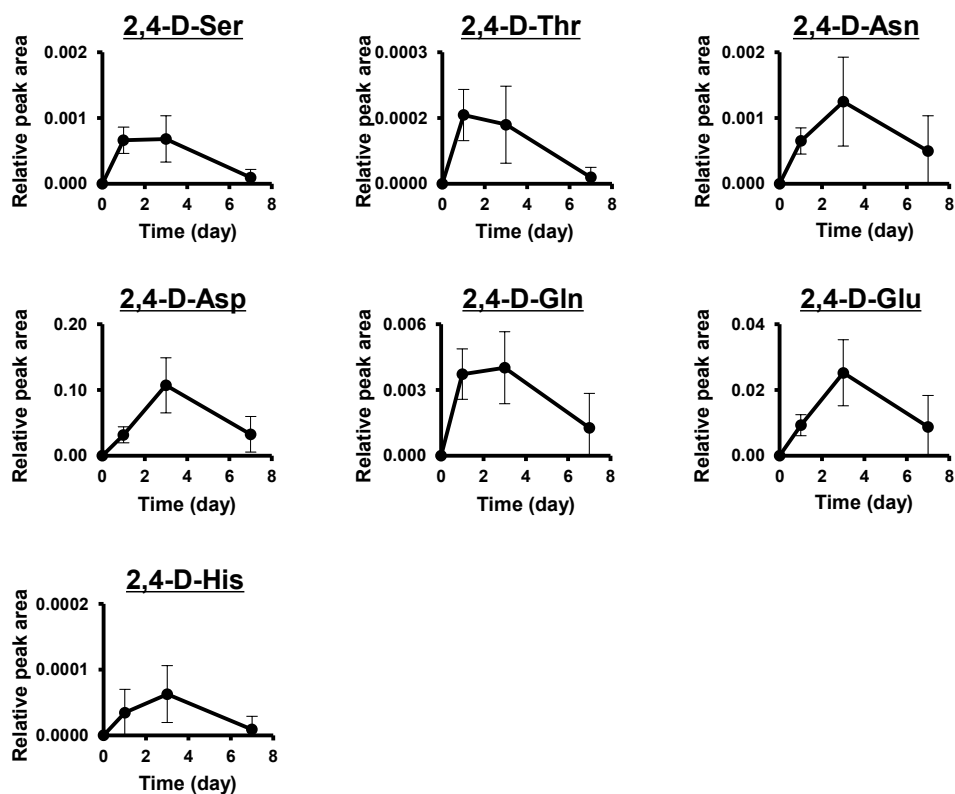 2,4-D-Ser
Relative peak area
0.002
0.001
0.000
0 2 4 6 8
Time (day)
2,4-D-Thr
Relative peak area
0.0003
0.0002
0.0000
0 2 4 6 8
Time (day)
2,4-D-Asn
Relative peak area
0.002
0.001
0.000
0 2 4 6 8
Time (day)
2,4-D-Asp
Relative peak area
0.20
0.10
0.00
0 2 4 6 8
Time (day)
2,4-D-Gln
Relative peak area
0.006
0.003
0.000
0 2 4 6 8
Time (day)
2,4-D-Glu
Relative peak area
0.04
0.02
0.00
0 2 4 6 8
Time (day)
2,4-D-His
Relative peak area
0.0002
0.0001
0.0000
0 2 4 6 8
Time (day)